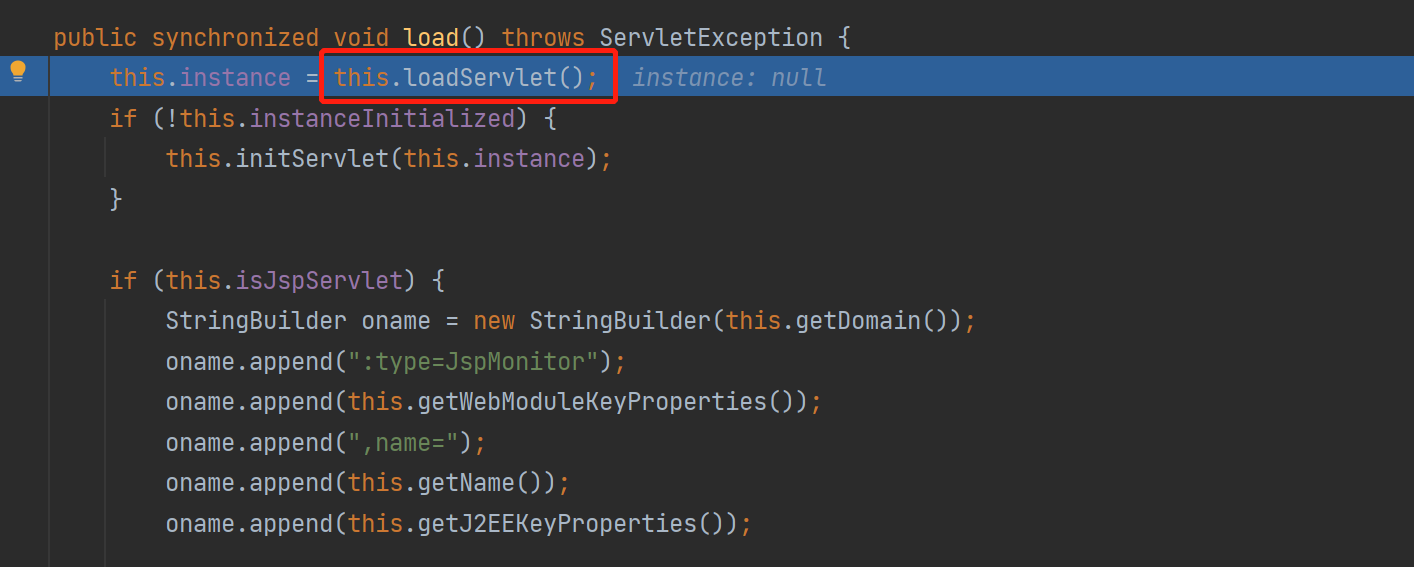 public synchronized void load() throws ServletException {
this.instance = this.loadServlet(); instance: null
if (!this.instanceInitialized) {
this.initServlet(this.instance);
}
if (this.isJspServlet) {
StringBuilder oname = new StringBuilder(this.getDomain());
oname.append(":type=JspMonitor");
oname.append(this.getWebModuleKeyProperties());
oname.append(",name=");
oname.append(this.getName());
oname.append(this.getJ2EEKeyProperties());